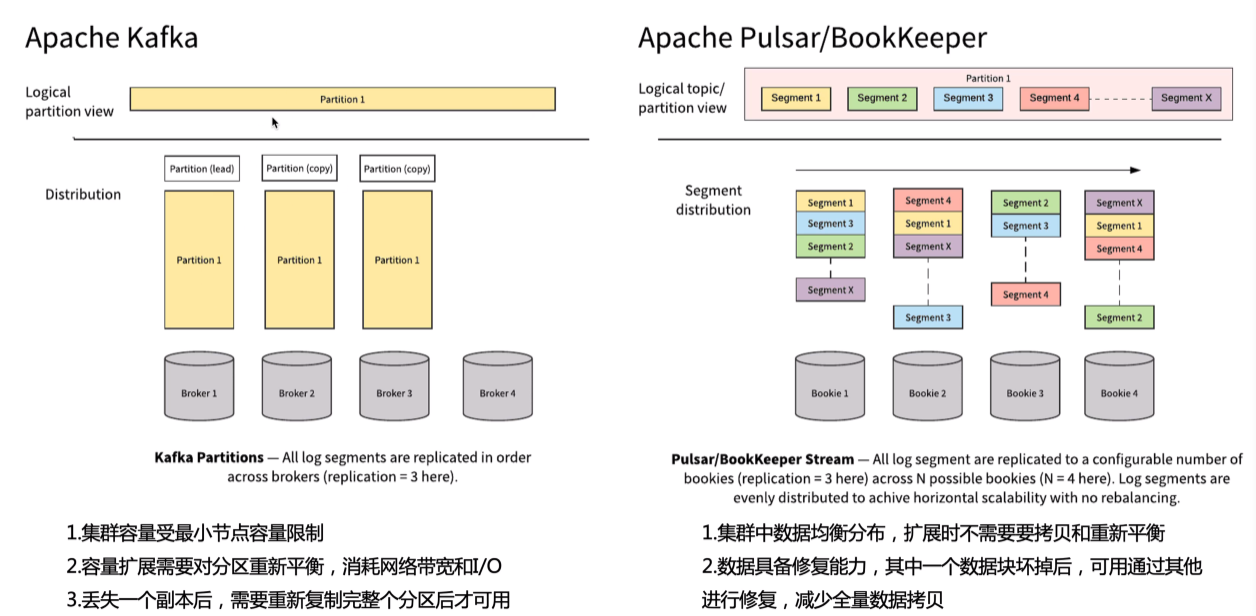 Apache Kafka
Logical
partition view
Partition 1
Partition (lead)
Partition (copy)
Partition (copy)
Distribution
Partition 1
Partition 1
Partition 1
Broker 1
Broker 2
Broker 3
Broker 4
Kafka Partitions — All log segments are replicated in order
across brokers (replication = 3 here).
1.集群容量受最小节点容量限制
2.容量扩展需要对分区重新平衡，消耗网络带宽和I/O
3.丢失一个副本后，需要重新复制完整个分区后才可用
Apache Pulsar/BookKeeper
Logical topic/
partition view
Partition 1
Segment 1
Segment 2
Segment 3
Segment 4
Segment X
Segment
distribution
Segment 1
Segment 3
Segment 2
Segment X
Segment 4
Segment 1
Segment X
Segment 3
Segment 2
Segment 3
Segment 4
Segment X
Segment 1
Segment 4
Segment 2
Bookie 1
Bookie 2
Bookie 3
Bookie 4
Pulsar/BookKeeper Stream — All log segment are replicated to a configurable number of
bookies (replication = 3 here) across N possible bookies (N = 4 here). Log segments are
evenly distributed to achive horizontal scalability with no rebalancing.
1.集群中数据均衡分布，扩展时不需要要拷贝和重新平衡
2.数据具备修复能力，其中一个数据块坏掉后，可用通过其他
进行修复，减少全量数据拷贝